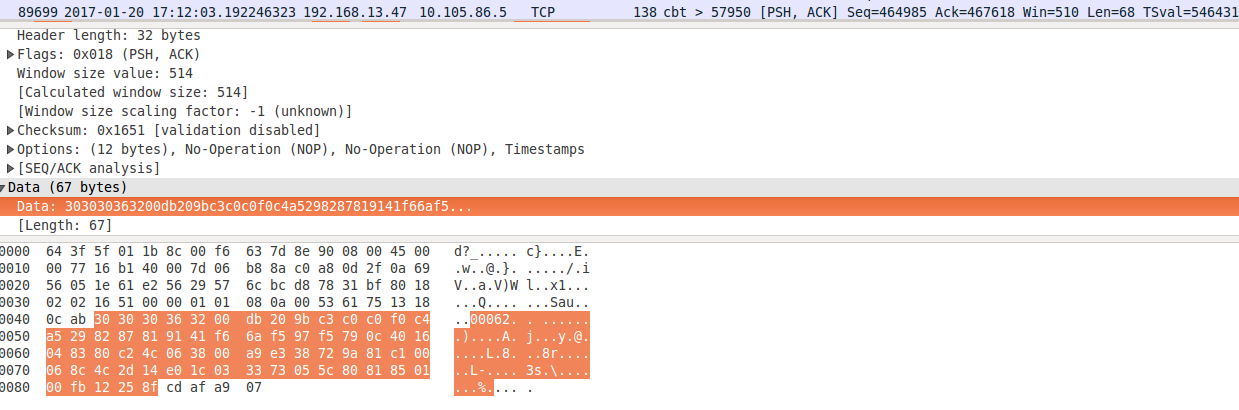 89699 2017-01-20 17:12:03.192246323 192.168.13.47 10.105.86.5 TCP 138 cbt > 57950 [PSH, ACK] Seq=464985 Ack=467618 Win=510 Len=68 TSval=546431
Header length: 32 bytes
Flags: 0x018 (PSH, ACK)
Window size value: 514
[Calculated window size: 514]
[Window size scaling factor: -1 (unknown)]
Checksum: 0x1651 [validation disabled]
Options: (12 bytes), No-Operation (NOP), No-Operation (NOP), Timestamps
[SEQ/ACK analysis]
Data (67 bytes)
Data: 303030363200db209bc3c0c0f0c4a5298287819141f66af5...
[Length: 67]
0000 64 3f 5f 01 1b 8c 00 f6 63 7d 8e 90 08 00 45 00 d?_..... c}....E.
0010 00 77 16 b1 40 00 7d 06 b8 8a c0 a8 0d 2f 0a 69 .w..@.}. ...../.i
0020 56 05 1e 61 e2 56 29 57 6c bc d8 78 31 bf 80 18 V..a.V)W l..x1...
0030 02 02 16 51 00 00 01 01 08 0a 00 53 61 75 13 18 ...Q.... ...Sau..
0040 0c ab 30 30 30 36 32 00 db 20 9b c3 c0 c0 f0 c4 ..00062. . ......
0050 a5 29 82 87 81 91 41 f6 6a f5 97 f5 79 0c 40 16 .)....A. j...y.@.
0060 04 83 80 c2 4c 06 38 00 a9 e3 38 72 9a 81 c1 00 ....L.8. ..8r....
0070 06 8c 4c 2d 14 e0 1c 03 33 73 05 5c 80 81 85 01 ..L-.... 3s.\....
0080 00 fb 12 25 8f cd af a9 07 ...%.... .